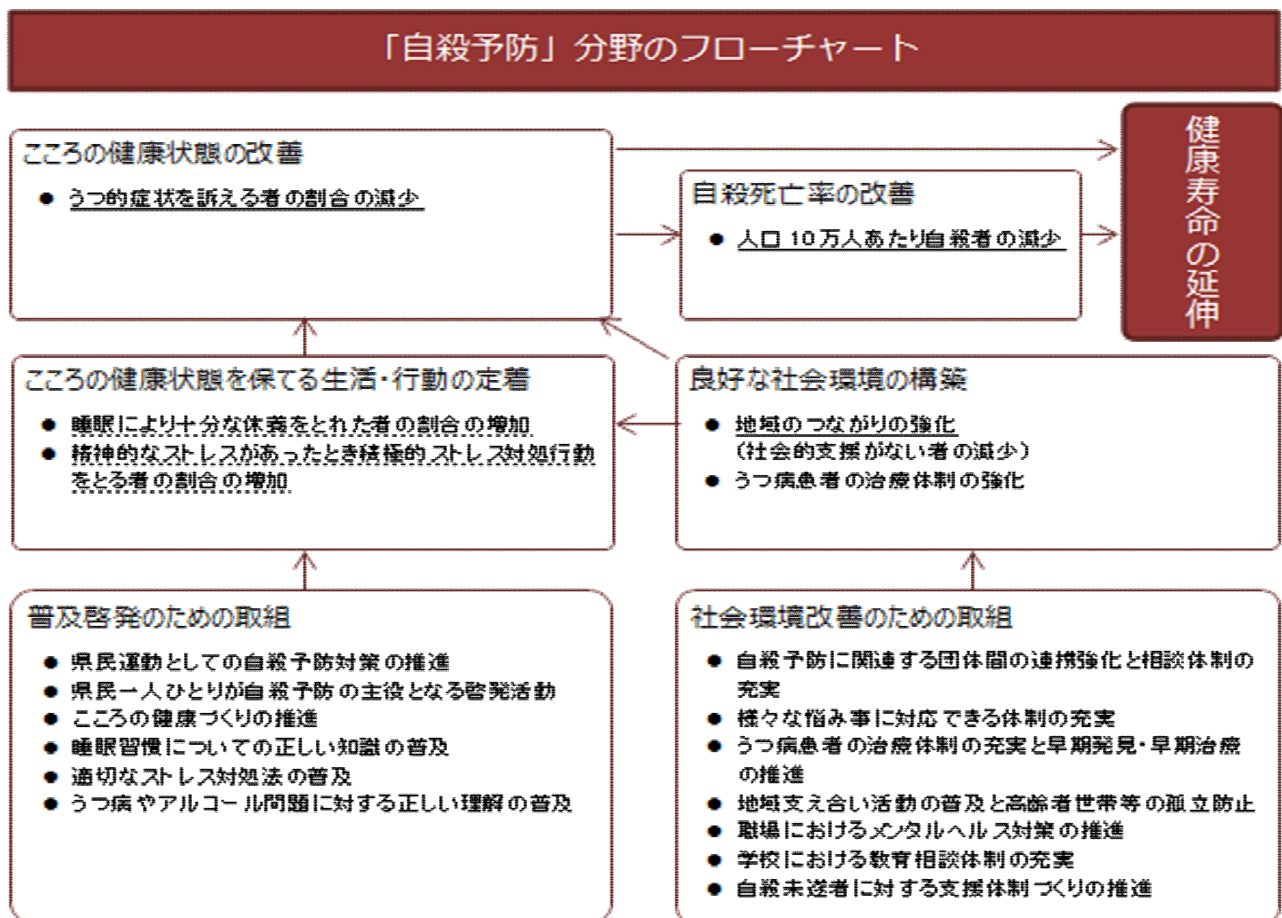 「自殺予防」分野のフローチャート
こころの健康状態の改善
● うつ的症状を訴える者の割合の減少
自殺死亡率の改善
● 人口10万人あたり自殺者の減少
健康寿命の延伸
こころの健康状態を保てる生活・行動の定着
● 睡眠により十分な休養をとれた者の割合の増加
● 精神的なストレスがあったとき積極的ストレス対処行動
をとる者の割合の増加
良好な社会環境の構築
● 地域のつながりの強化
（社会的支援がない者の減少）
● うつ病患者の治療体制の強化
普及啓発のための取組
● 県民運動としての自殺予防対策の推進
● 県民一人ひとりが自殺予防の主役となる啓発活動
● こころの健康づくりの推進
● 睡眠習慣についての正しい知識の普及
● 適切なストレス対処法の普及
● うつ病やアルコール問題に対する正しい理解の普及
社会環境改善のための取組
● 自殺予防に関連する団体間の連携強化と相談体制の
充実
● 様々な悩み事に対応できる体制の充実
● うつ病患者の治療体制の充実と早期発見・早期治療
の推進
● 地域支え合い活動の普及と高齢者世帯等の孤立防止
● 職場におけるメンタルヘルス対策の推進
● 学校における教育相談体制の充実
● 自殺未遂者に対する支援体制づくりの推進